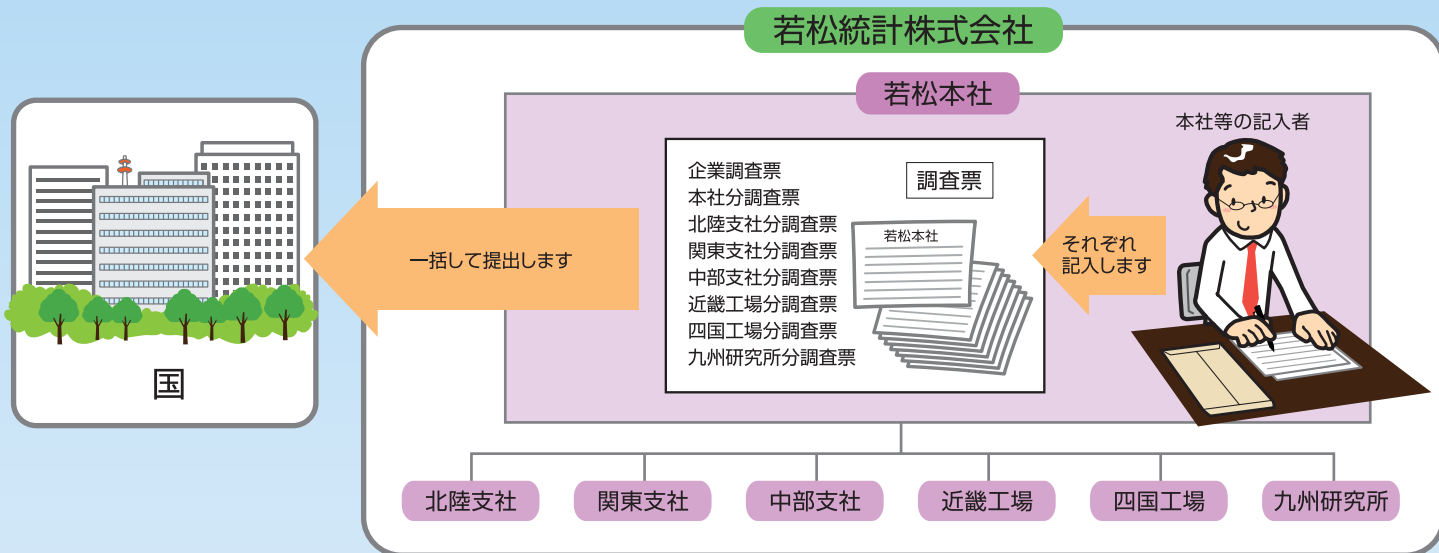 若松統計株式会社
若松本社
本社等の記入者
企業調査票
本社分調査票
北陸支社分調査票
関東支社分調査票
中部支社分調査票
近畿工場分調査票
四国工場分調査票
九州研究所分調査票
調査票
若松本社
それぞれ
記入します
一括して提出します
国
北陸支社
関東支社
中部支社
近畿工場
四国工場
九州研究所